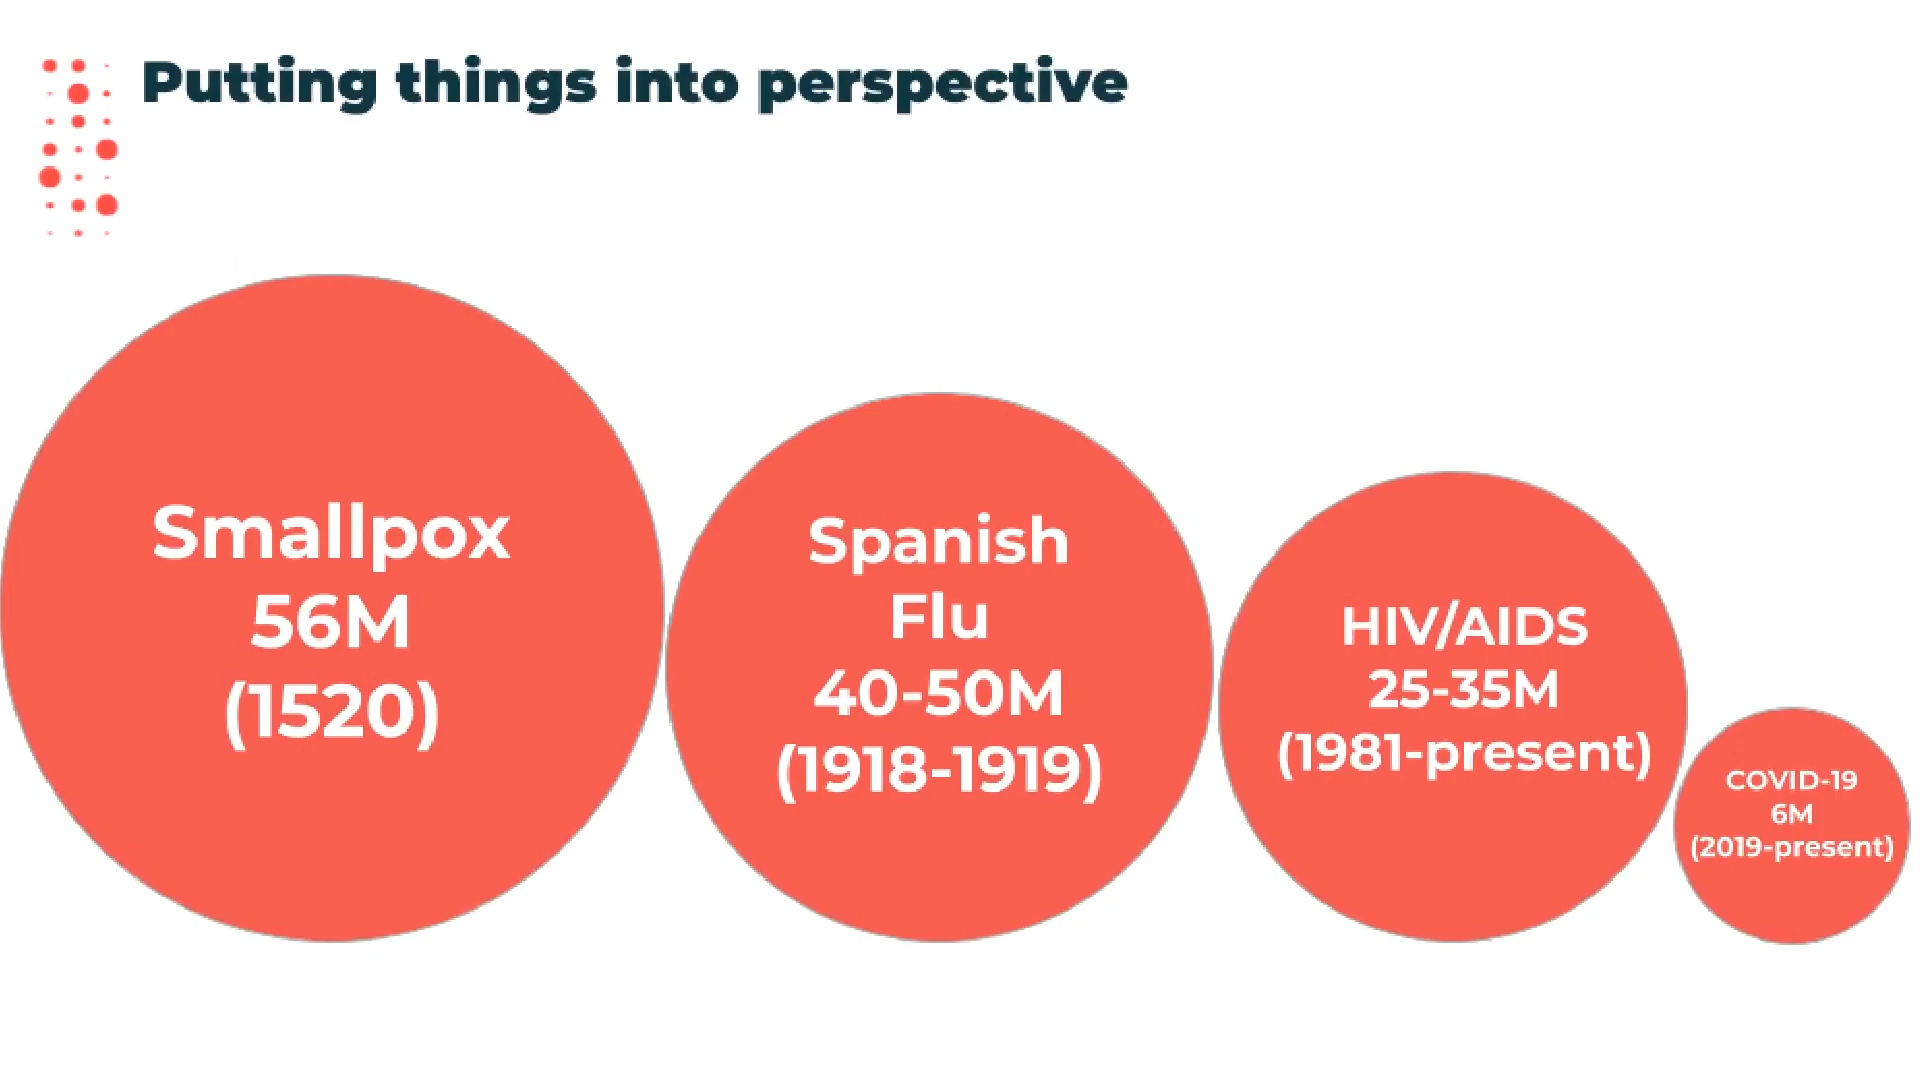 Putting things into perspective
Smallpox
56M
(1520)
Spanish
Flu
40-50M
(1918-1919)
HIV/AIDS
25-35M
(1981-present)
COVID-19
6M
(2019-present)